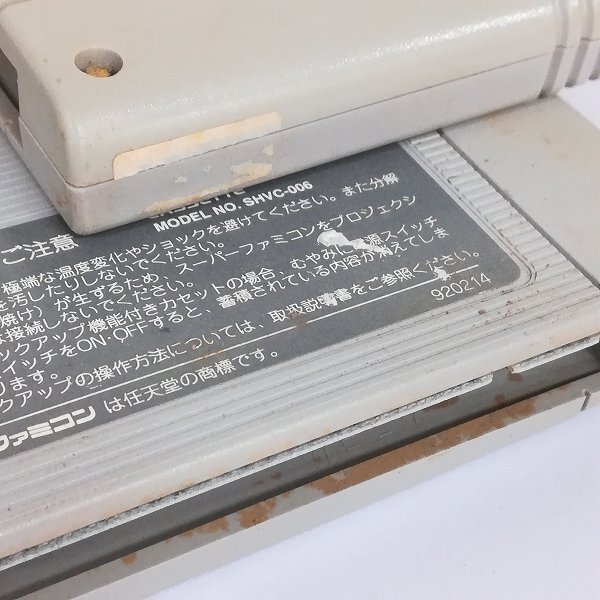 CASSETTE
MODEL NO. SHVC-006
ご注意
極端な温度変化やショックを避けてください。また分解
を汚したりしないでください。
焼け）が生ずるため、スーパーファミコンをプロジェクシ
は接続しないでください。
ックアップ機能付きカセットの場合、むやみに 源スイッチ
イッチをON・OFFすると、蓄積されている内容が消えてしま
ります。
ックアップの操作方法については、取扱説明書をご参照ください。
920214
ファミコン は任天堂の商標です。